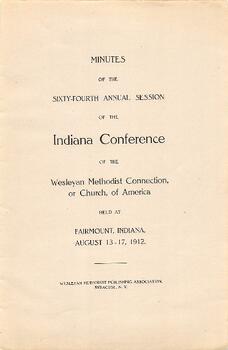 MINUTES
OF THE
SIXTY-FOURTH ANNUAL SESSION
OF THE
Indiana Conference
OF THE
Wesleyan Methodist Connection,
or Church, of America
HELD AT
FAIRMOUNT, INDIANA,
AUGUST 13-17, 1912.
WESLEYAN METHODIST PUBLISHING ASSOCIATION
SYRACUSE, N. Y.